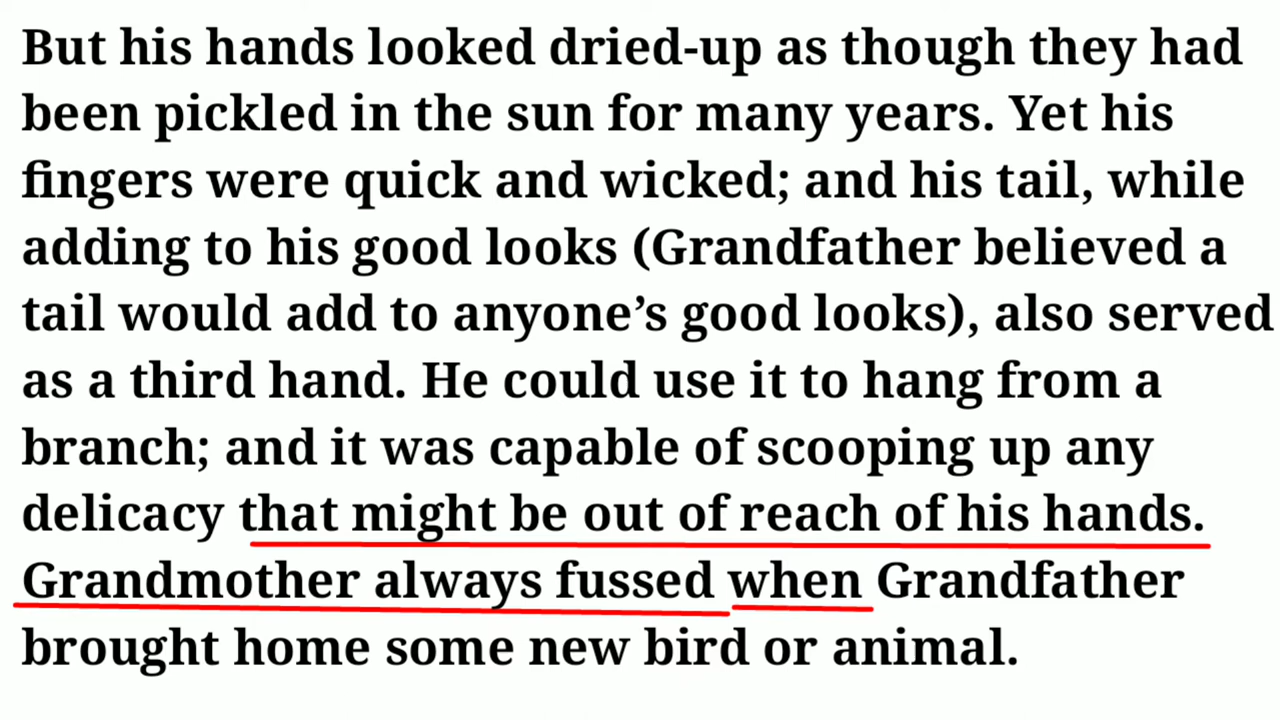 But his hands looked dried-up as though they had
been pickled in the sun for many years. Yet his
fingers were quick and wicked; and his tail, while
adding to his good looks (Grandfather believed a
tail would add to anyone’s good looks), also served
as a third hand. He could use it to hang from a
branch; and it was capable of scooping up any
delicacy that might be out of reach of his hands.
Grandmother always fussed when Grandfather
brought home some new bird or animal.